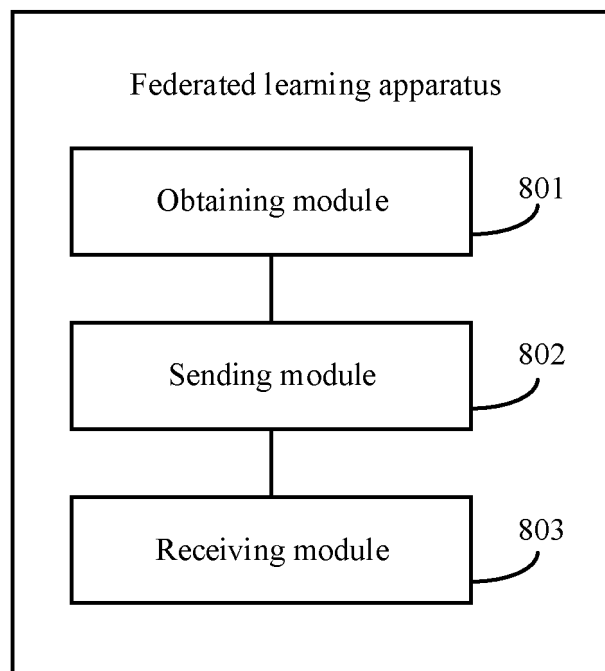 Federated learning apparatus
Obtaining module
801
Sending module
802
Receiving module
803